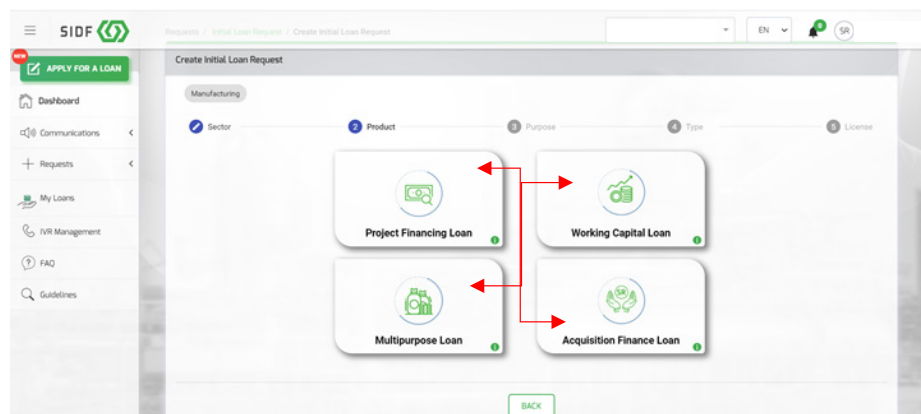 SIDF
Requests / Initial Loan Request / Create Initial Loan Request
EN
0
SR
NEW
APPLY FOR A LOAN
Create Initial Loan Request
Dashboard
Manufacturing
Communications
Sector
2 Product
3 Purpose
4 Type
5 License
Requests
My Loans
IVR Management
FAQ
Guidelines
Project Financing Loan
Working Capital Loan
SR
Multipurpose Loan
Acquisition Finance Loan
BACK